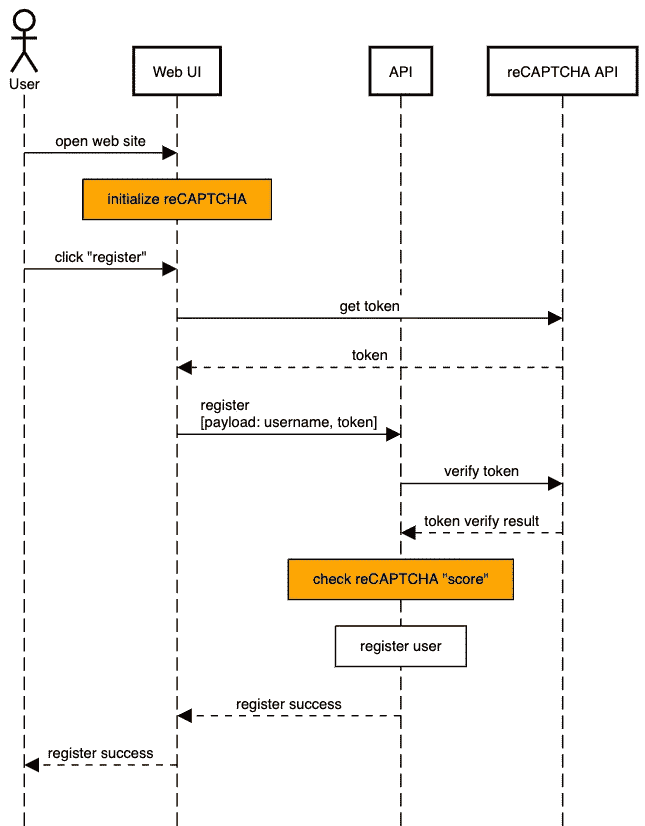 User
Web UI
API
reCAPTCHA API
open web site
initialize reCAPTCHA
click "register"
get token
token
register
[payload: username, token]
verify token
token verify result
check reCAPTCHA "score"
register user
register success
register success